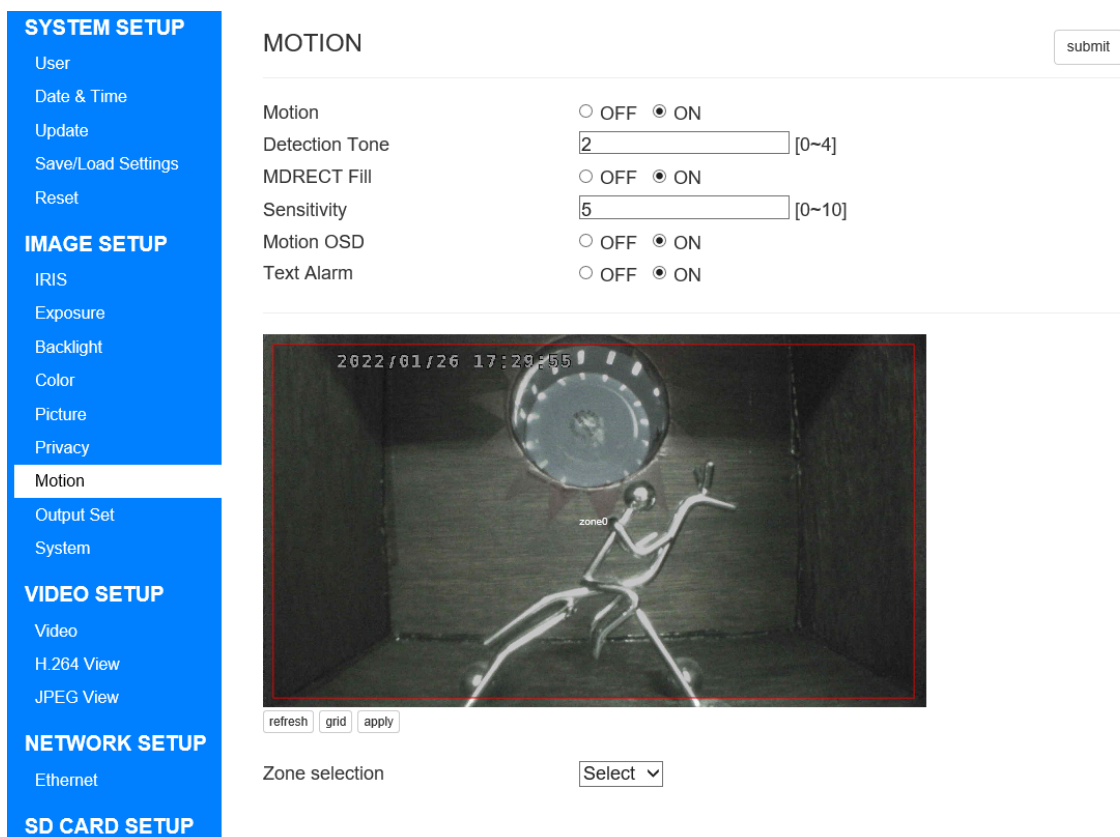 SYSTEM SETUP
User
Date & Time
Update
Save/Load Settings
Reset
IMAGE SETUP
IRIS
Exposure
Backlight
Color
Picture
Privacy
Motion
Output Set
System
VIDEO SETUP
Video
H.264 View
JPEG View
NETWORK SETUP
Ethernet
SD CARD SETUP
MOTION
submit
Motion OFF ON
Detection Tone 2 [0~4]
MDRECT Fill OFF ON
Sensitivity 5 [0~10]
Motion OSD OFF ON
Text Alarm OFF ON
2022/01/26 17:29:55
zone0
refresh grid apply
Zone selection Select